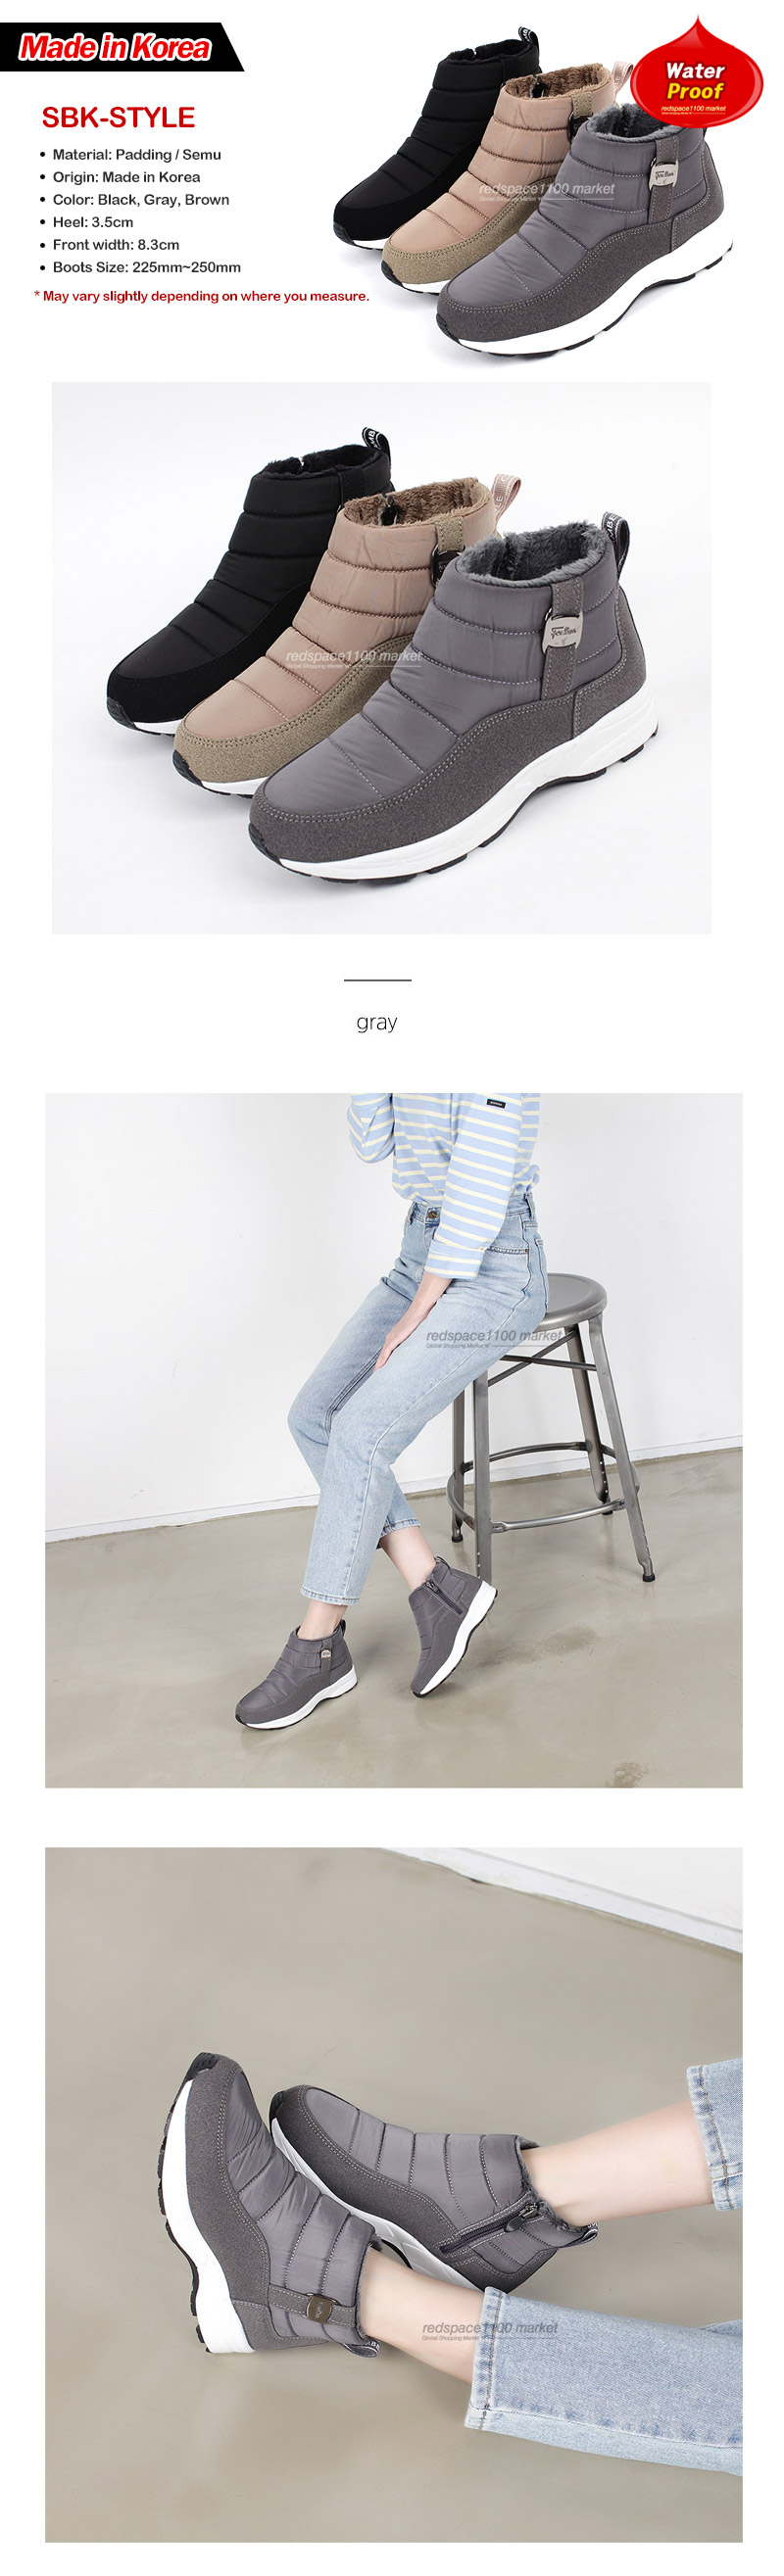 Made in Korea
Water
Proof
redspace1100 market
SBK-STYLE
• Material: Padding / Semu
• Origin: Made in Korea
• Color: Black, Gray, Brown
• Heel: 3.5cm
• Front width: 8.3cm
• Boots Size: 225mm~250mm
* May vary slightly depending on where you measure.
redspace1100 market
Global Shopping Market
redspace1100 market
Global Shopping Market
gray
redspace1100 market
Global Shopping Market
redspace1100 market
Global Shopping Market